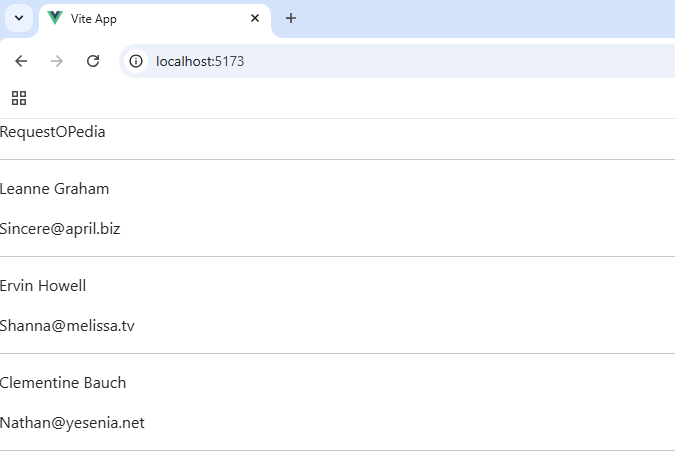 Vite App
localhost:5173
RequestOPedia
Leanne Graham
Sincere@april.biz
Ervin Howell
Shanna@melissa.tv
Clementine Bauch
Nathan@yesenia.net